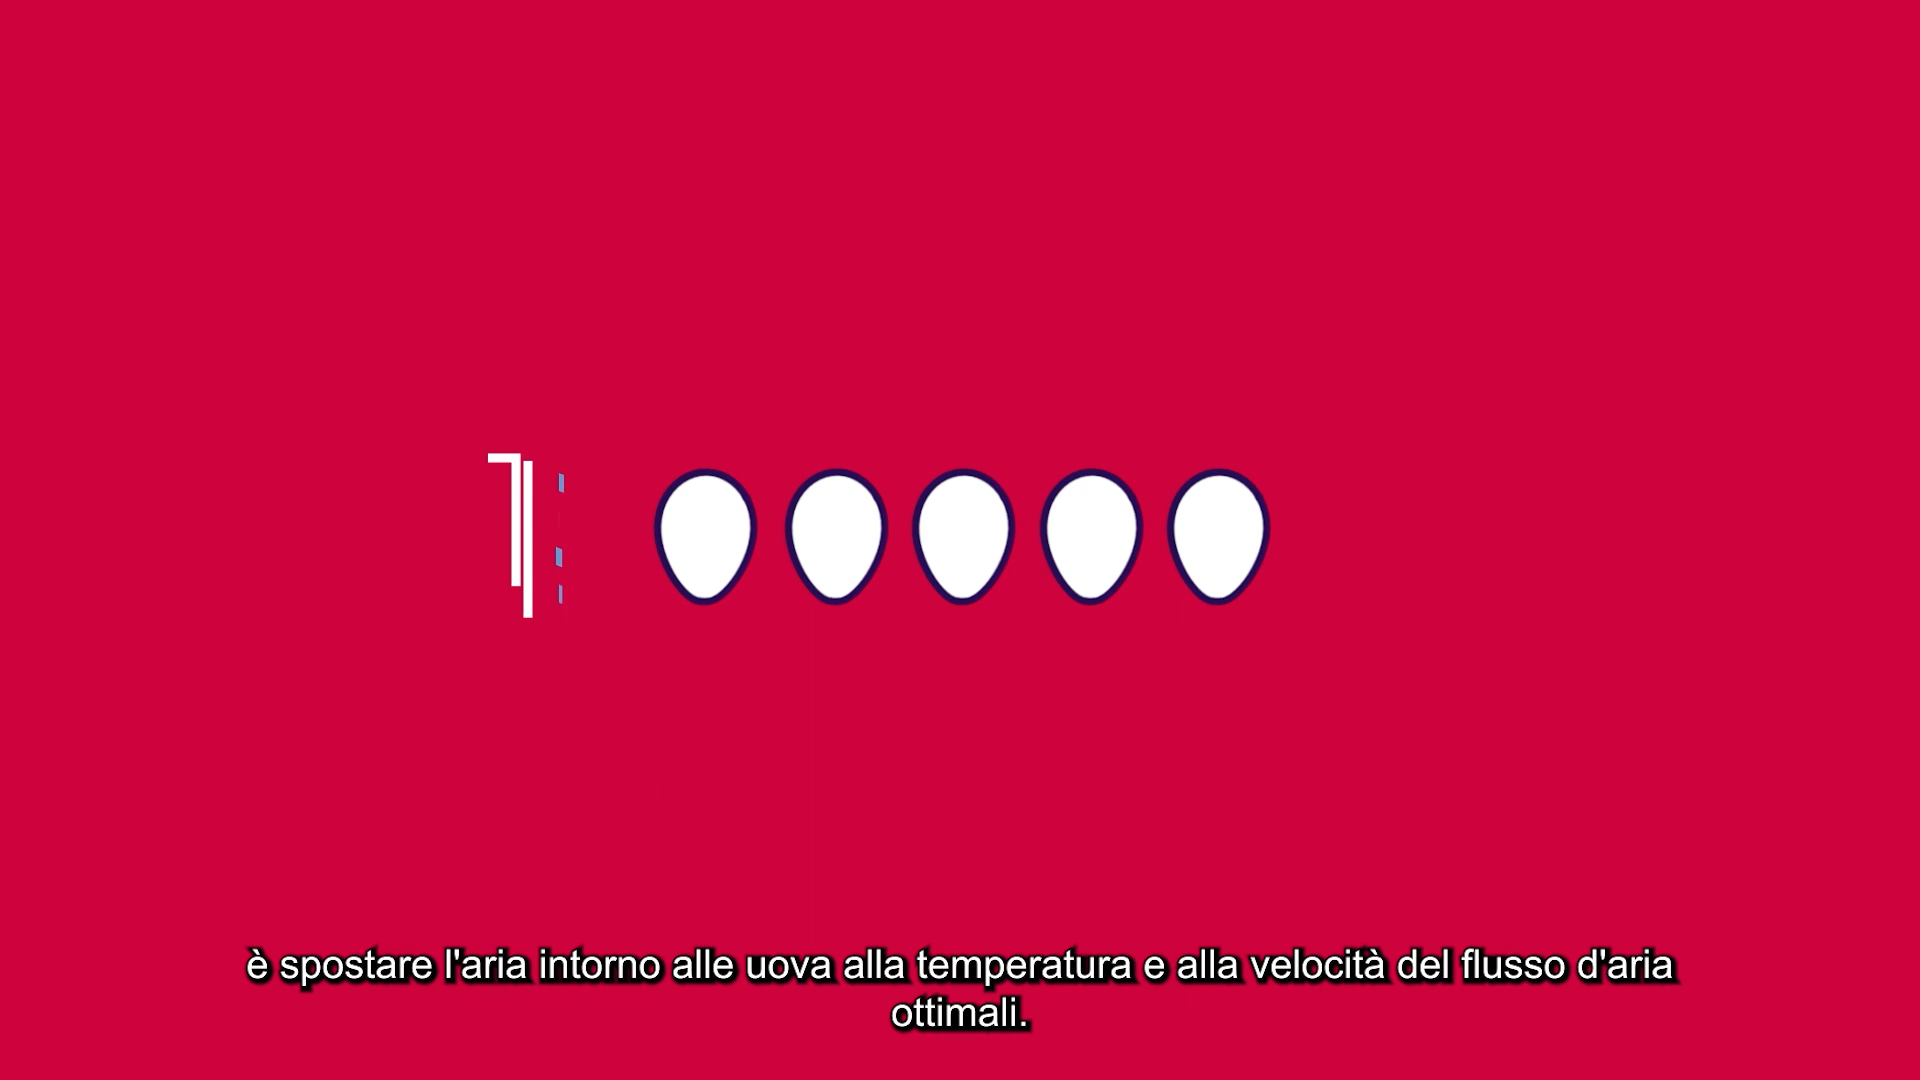 è spostare l'aria intorno alle uova alla temperatura e alla velocità del flusso d'aria
ottimali.